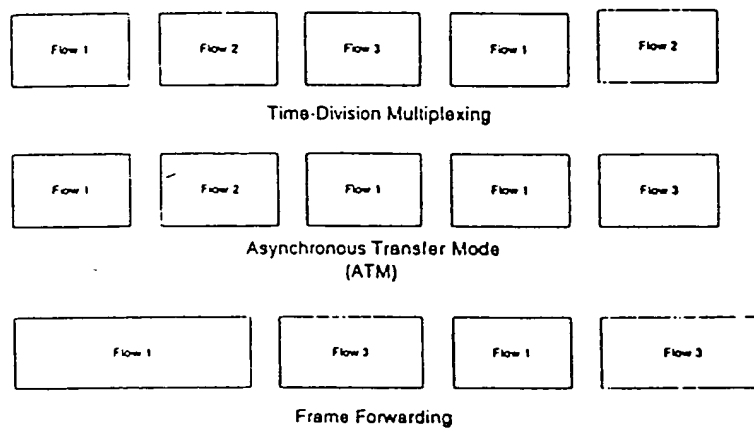 Flow 1 Flow 2 Flow 3 Flow 1 Flow 2
Time-Division Multiplexing
Flow 1 Flow 2 Flow 1 Flow 1 Flow 3
Asynchronous Transfer Mode
(ATM)
Flow 1 Flow 3 Flow 1 Flow 3
Frame Forwarding